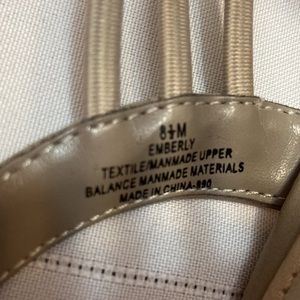 8½M
EMBERLY
TEXTILE/MANMADE UPPER
BALANCE MANMADE MATERIALS
MADE IN CHINA-890